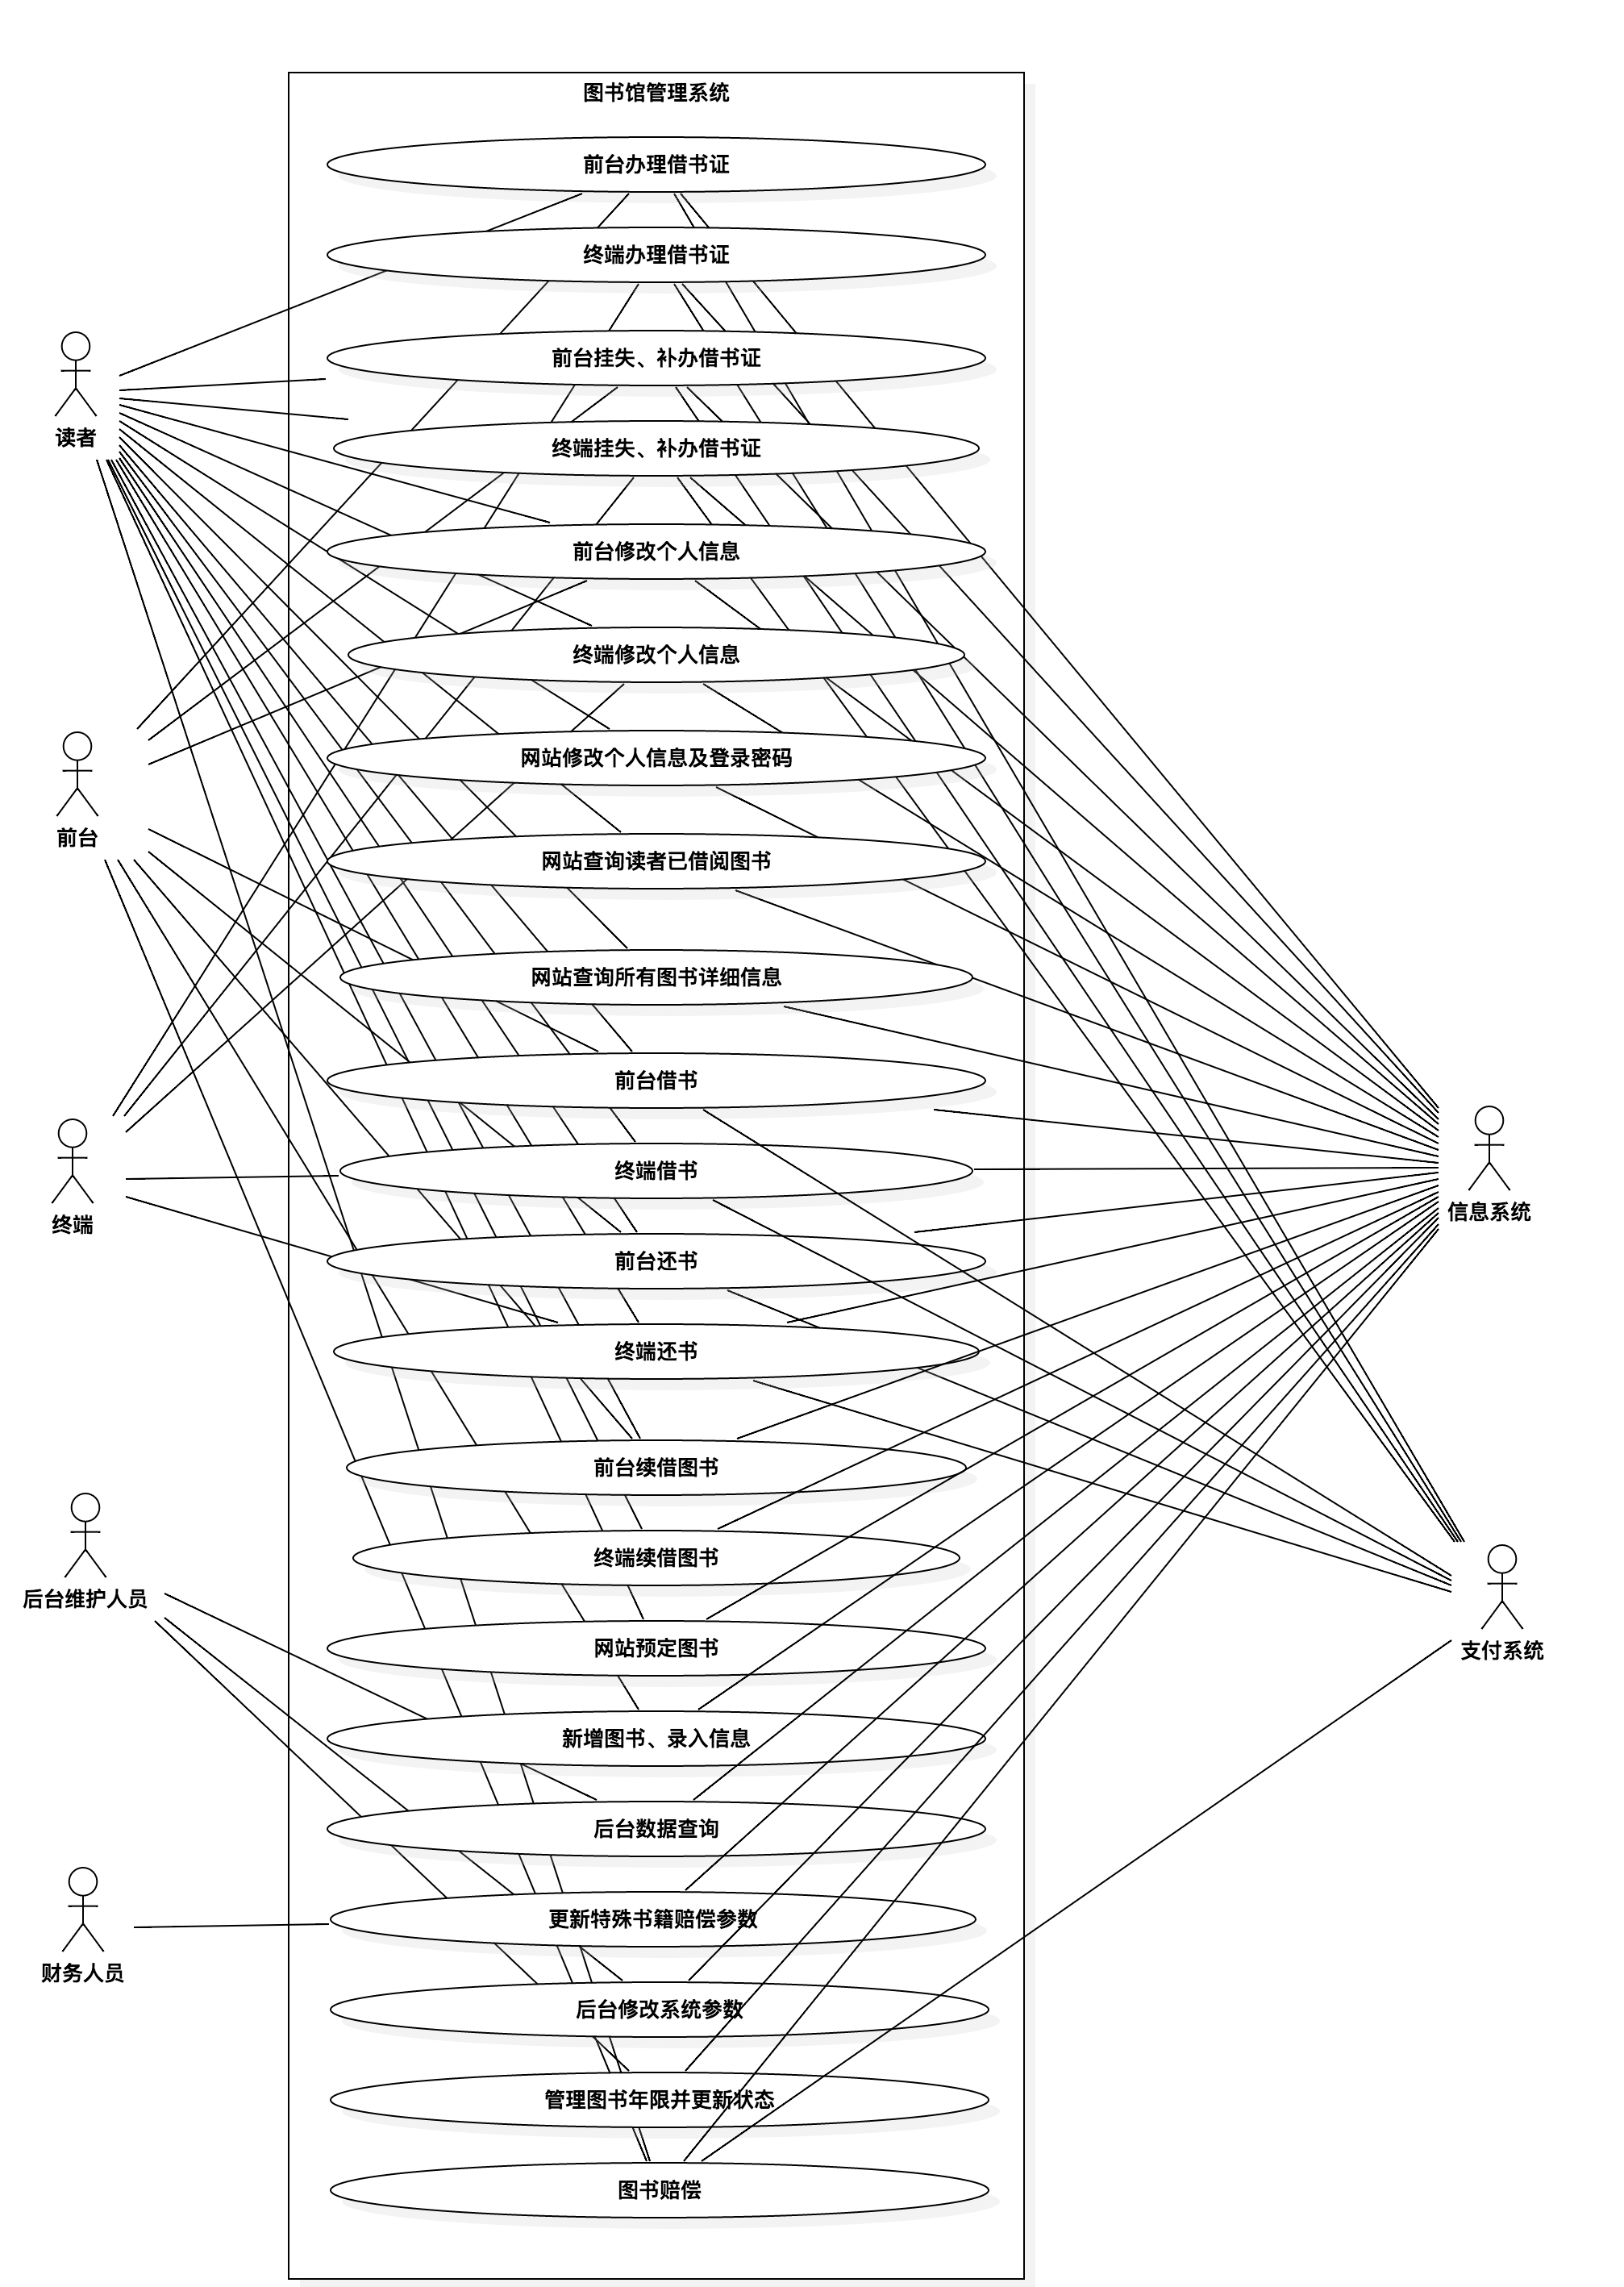 图书馆管理系统
前台办理借书证
终端办理借书证
前台挂失、补办借书证
终端挂失、补办借书证
前台修改个人信息
终端修改个人信息
网站修改个人信息及登录密码
网站查询读者已借阅图书
网站查询所有图书详细信息
前台借书
终端借书
前台还书
终端还书
前台续借图书
终端续借图书
网站预定图书
新增图书、录入信息
后台数据查询
更新特殊书籍赔偿参数
后台修改系统参数
管理图书年限并更新状态
图书赔偿
读者
前台
终端
后台维护人员
财务人员
信息系统
支付系统